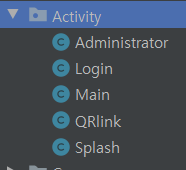 Activity
Administrator
Login
Main
QRlink
Splash